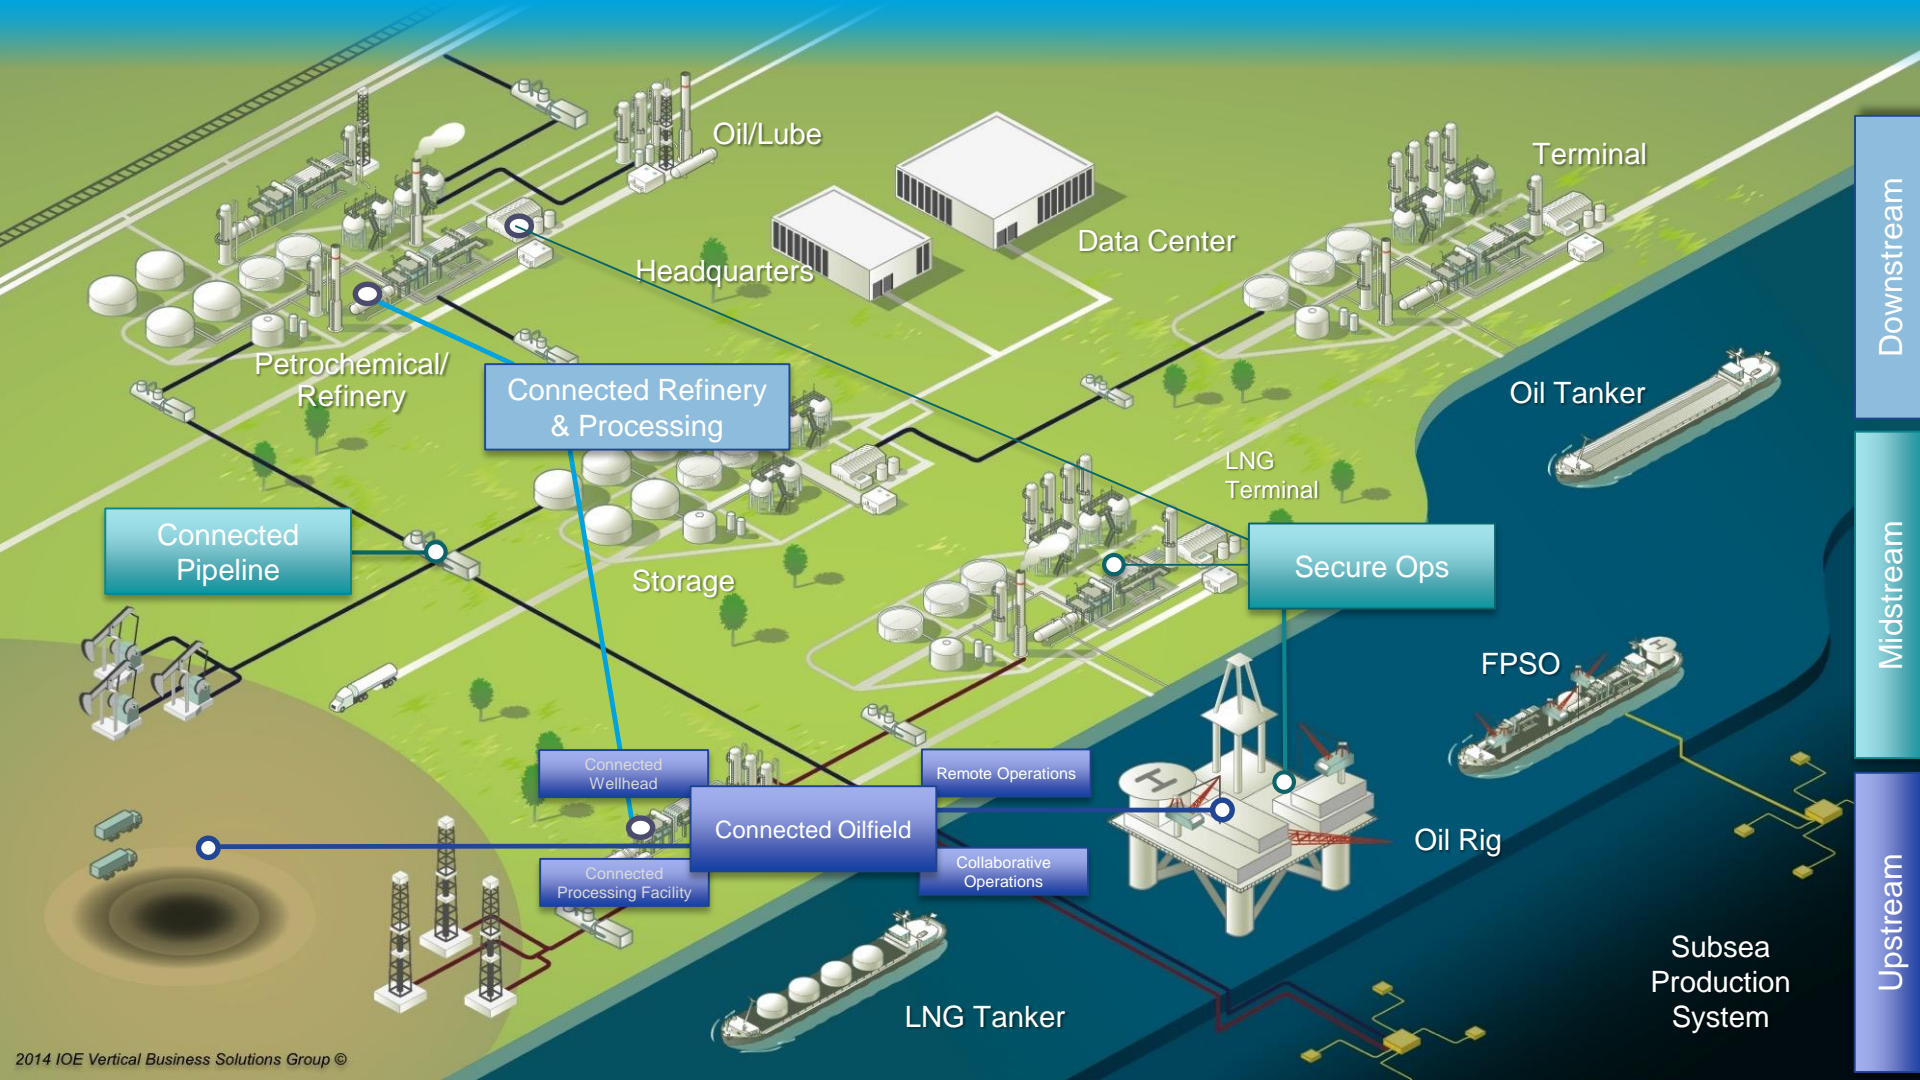 Oil/Lube
Terminal
Data Center
Headquarters
Petrochemical/
Refinery
Connected Refinery
& Processing
Oil Tanker
LNG
Terminal
Connected
Pipeline
Storage
Secure Ops
FPSO
Connected
Wellhead
Remote Operations
Connected Oilfield
Connected
Processing Facility
Collaborative
Operations
H
H
Oil Rig
LNG Tanker
Subsea
Production
System
Downstream
Midstream
Upstream
2014 IOE Vertical Business Solutions Group ©